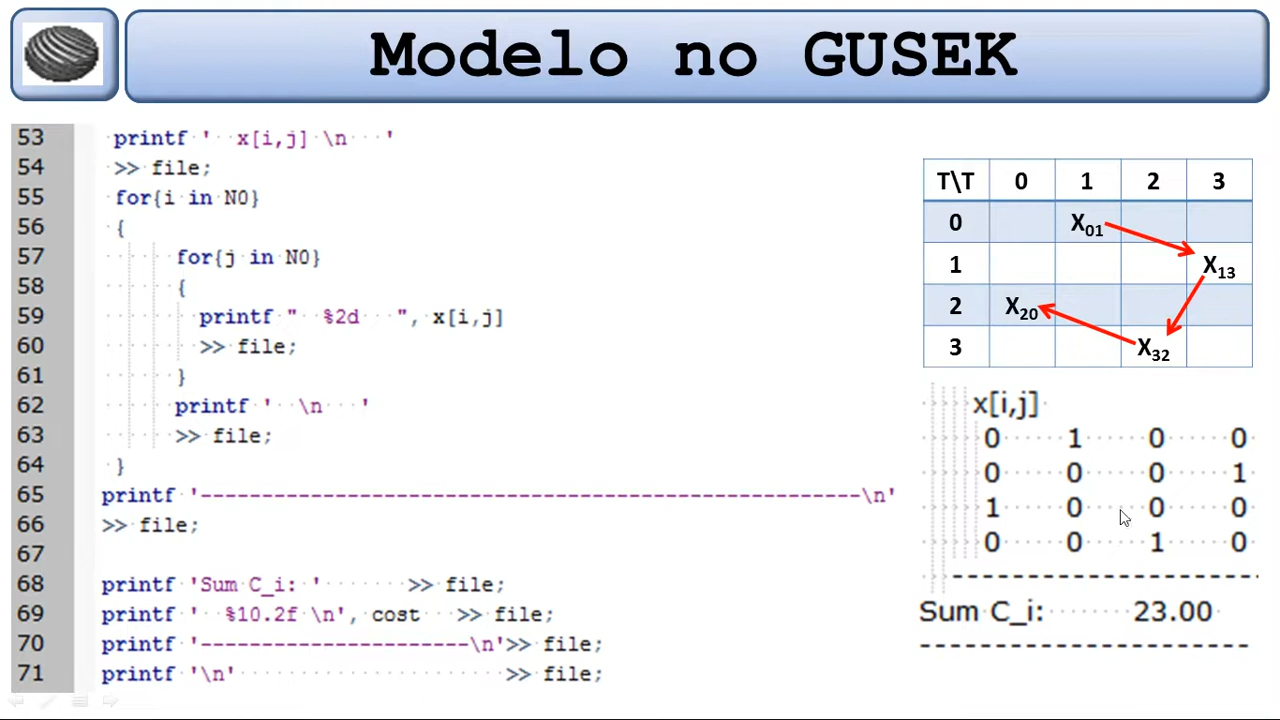 Modelo no GUSEK
53 printf '  x[i,j] \n   '
54 >> file;
55 for{i in N0}
56 {
57 for{j in N0}
58 {
59 printf "  %2d   ", x[i,j]
60 >> file;
61 }
62 printf '  \n   '
63 >> file;
64 }
65 printf '------------------------------------------------------\n'
66 >> file;
67
68 printf 'Sum C_i: ' >> file;
69 printf '  %10.2f \n', cost >> file;
70 printf '----------------------\n'>> file;
71 printf '\n' >> file;
T\T 0 1 2 3
0 X01
1 X13
2 X20
3 X32
x[i,j]
0 1 0 0
0 0 0 1
1 0 0 0
0 0 1 0
-----------------------
Sum C_i: 23.00
-----------------------